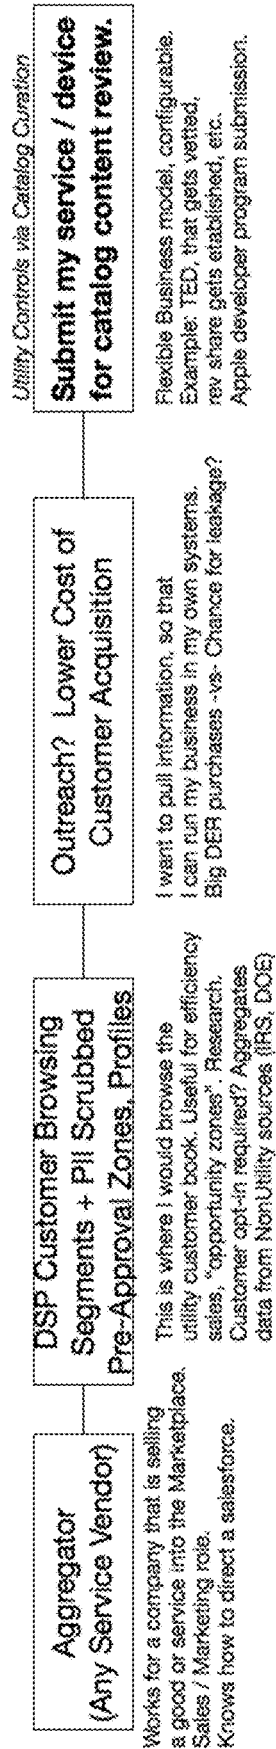 Aggregator
(Any Service Vendor)
Works for a company that is selling
a good or service into the Marketplace.
Sales / Marketing role.
Knows how to direct a salesforce.
DSP Customer Browsing
Segments + PII Scrubbed
Pre-Approval Zones, Profiles
This is where I would browse the
utility customer book. Useful for efficiency
sales, "opportunity zones". Research.
Customer opt-in required? Aggregates
data from NonUtility sources (IRS, DOE)
Outreach? Lower Cost of
Customer Acquisition
I want to pull information, so that
I can run my business in my own systems.
Big DER purchases -vs- Chance for leakage?
Utility Controls via Catalog Curation
Submit my service / device
for catalog content review.
Flexible Business model, configurable.
Example: TED, that gets vetted,
rev share gets etablished, etc.
Apple developer program submission.